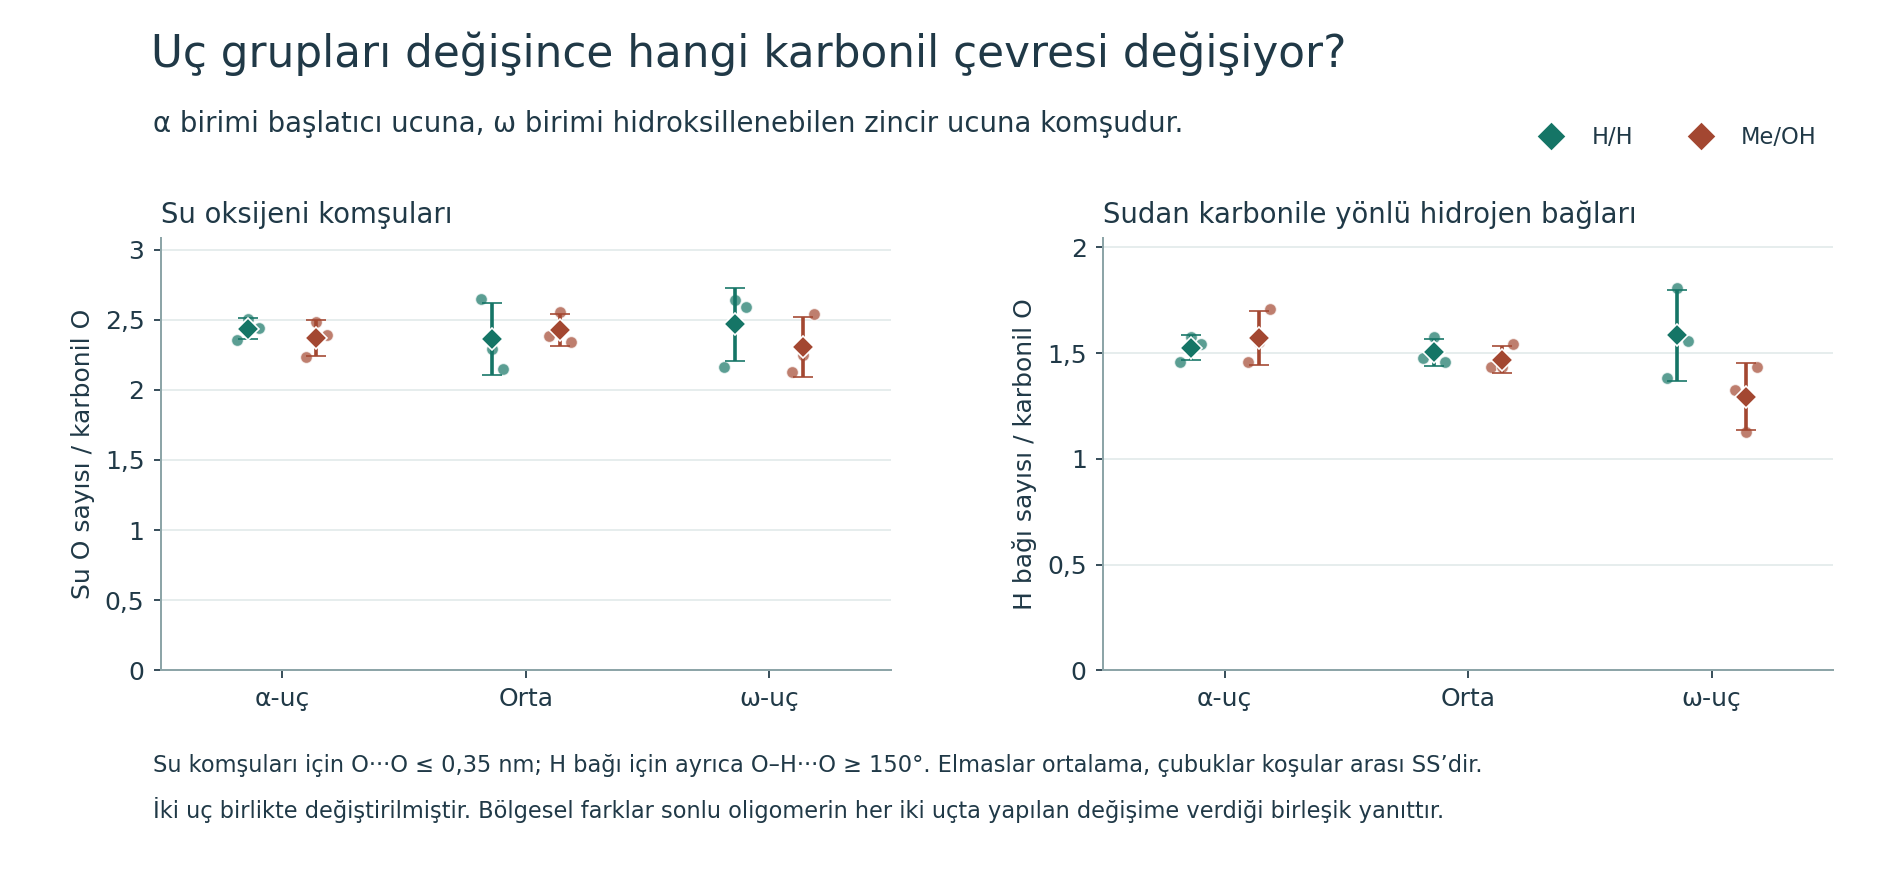 Uç grupları değişince hangi karbonil çevresi değişiyor?
α birimi başlatıcı ucuna, ω birimi hidroksillenebilen zincir ucuna komşudur.
H/H
Me/OH
Su oksijeni komşuları
Su O sayısı / karbonil O
3
2,5
2
1,5
1
0,5
0
α-uç
Orta
ω-uç
Sudan karbonile yönlü hidrojen bağları
H bağı sayısı / karbonil O
2
1,5
1
0,5
0
α-uç
Orta
ω-uç
Su komşuları için O···O ≤ 0,35 nm; H bağı için ayrıca O–H···O ≥ 150°. Elmaslar ortalama, çubuklar koşular arası SS’dir.
İki uç birlikte değiştirilmiştir. Bölgesel farklar sonlu oligomerin her iki uçta yapılan değişime verdiği birleşik yanıttır.